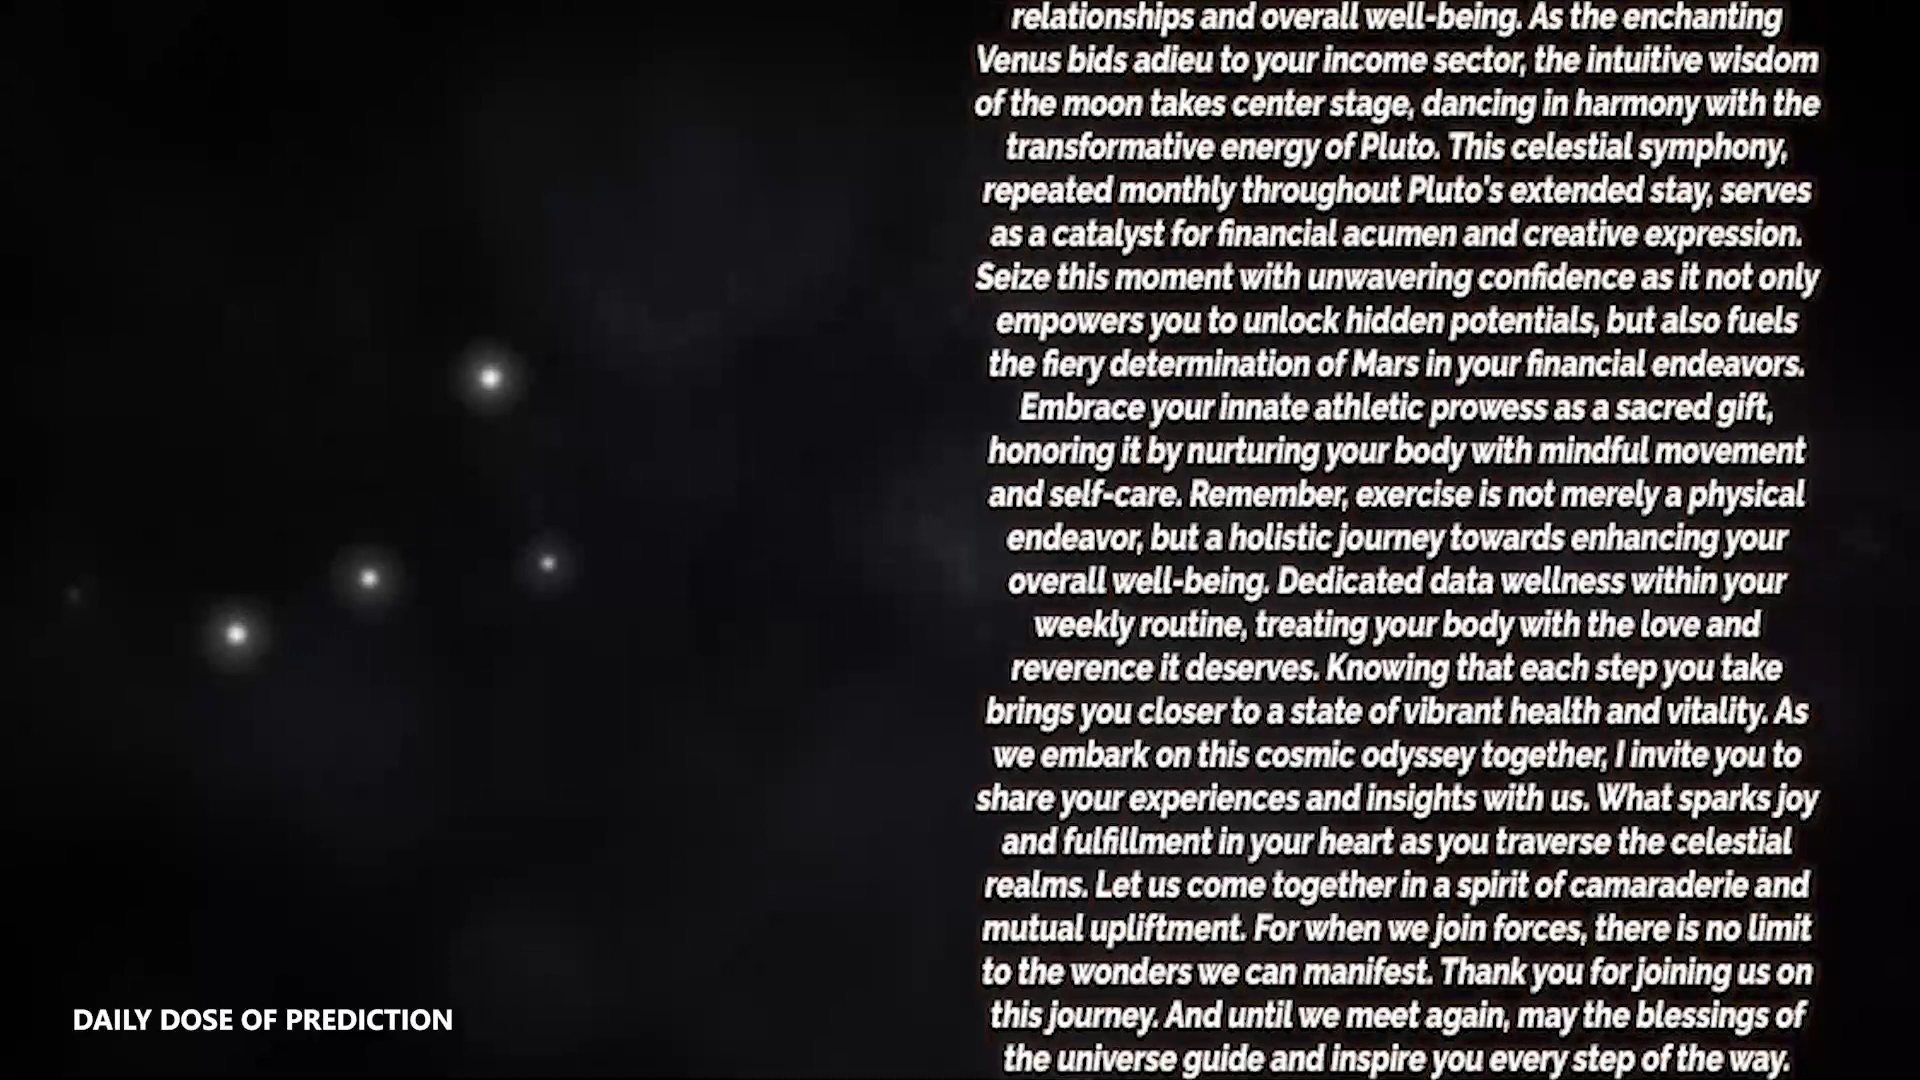 relationships and overall well-being. As the enchanting
Venus bids adieu to your income sector, the intuitive wisdom
of the moon takes center stage, dancing in harmony with the
transformative energy of Pluto. This celestial symphony,
repeated monthly throughout Pluto's extended stay, serves
as a catalyst for financial acumen and creative expression.
Seize this moment with unwavering confidence as it not only
empowers you to unlock hidden potentials, but also fuels
the fiery determination of Mars in your financial endeavors.
Embrace your innate athletic prowess as a sacred gift,
honoring it by nurturing your body with mindful movement
and self-care. Remember, exercise is not merely a physical
endeavor, but a holistic journey towards enhancing your
overall well-being. Dedicated data wellness within your
weekly routine, treating your body with the love and
reverence it deserves. Knowing that each step you take
brings you closer to a state of vibrant health and vitality. As
we embark on this cosmic odyssey together, I invite you to
share your experiences and insights with us. What sparks joy
and fulfillment in your heart as you traverse the celestial
realms. Let us come together in a spirit of camaraderie and
mutual upliftment. For when we join forces, there is no limit
to the wonders we can manifest. Thank you for joining us on
this journey. And until we meet again, may the blessings of
the universe guide and inspire you every step of the way.
DAILY DOSE OF PREDICTION